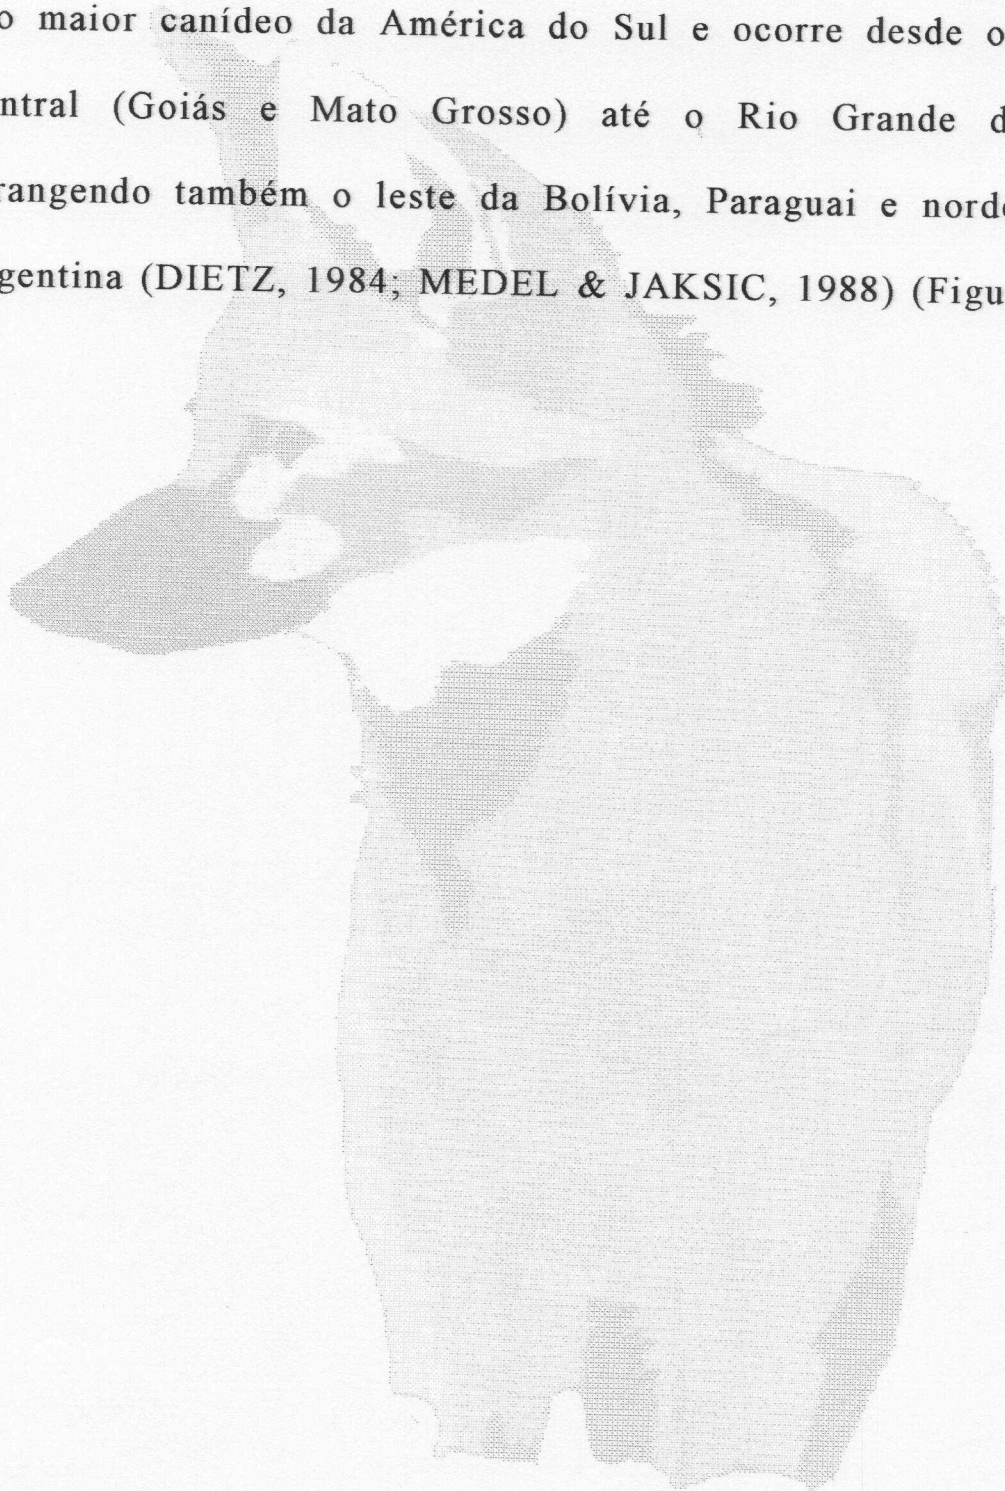 o maior canídeo da América do Sul e ocorre desde o
ntral (Goiás e Mato Grosso) até o Rio Grande d
rangendo também o leste da Bolívia, Paraguai e nord
gentina (DIETZ, 1984; MEDEL & JAKSIC, 1988) (Figu